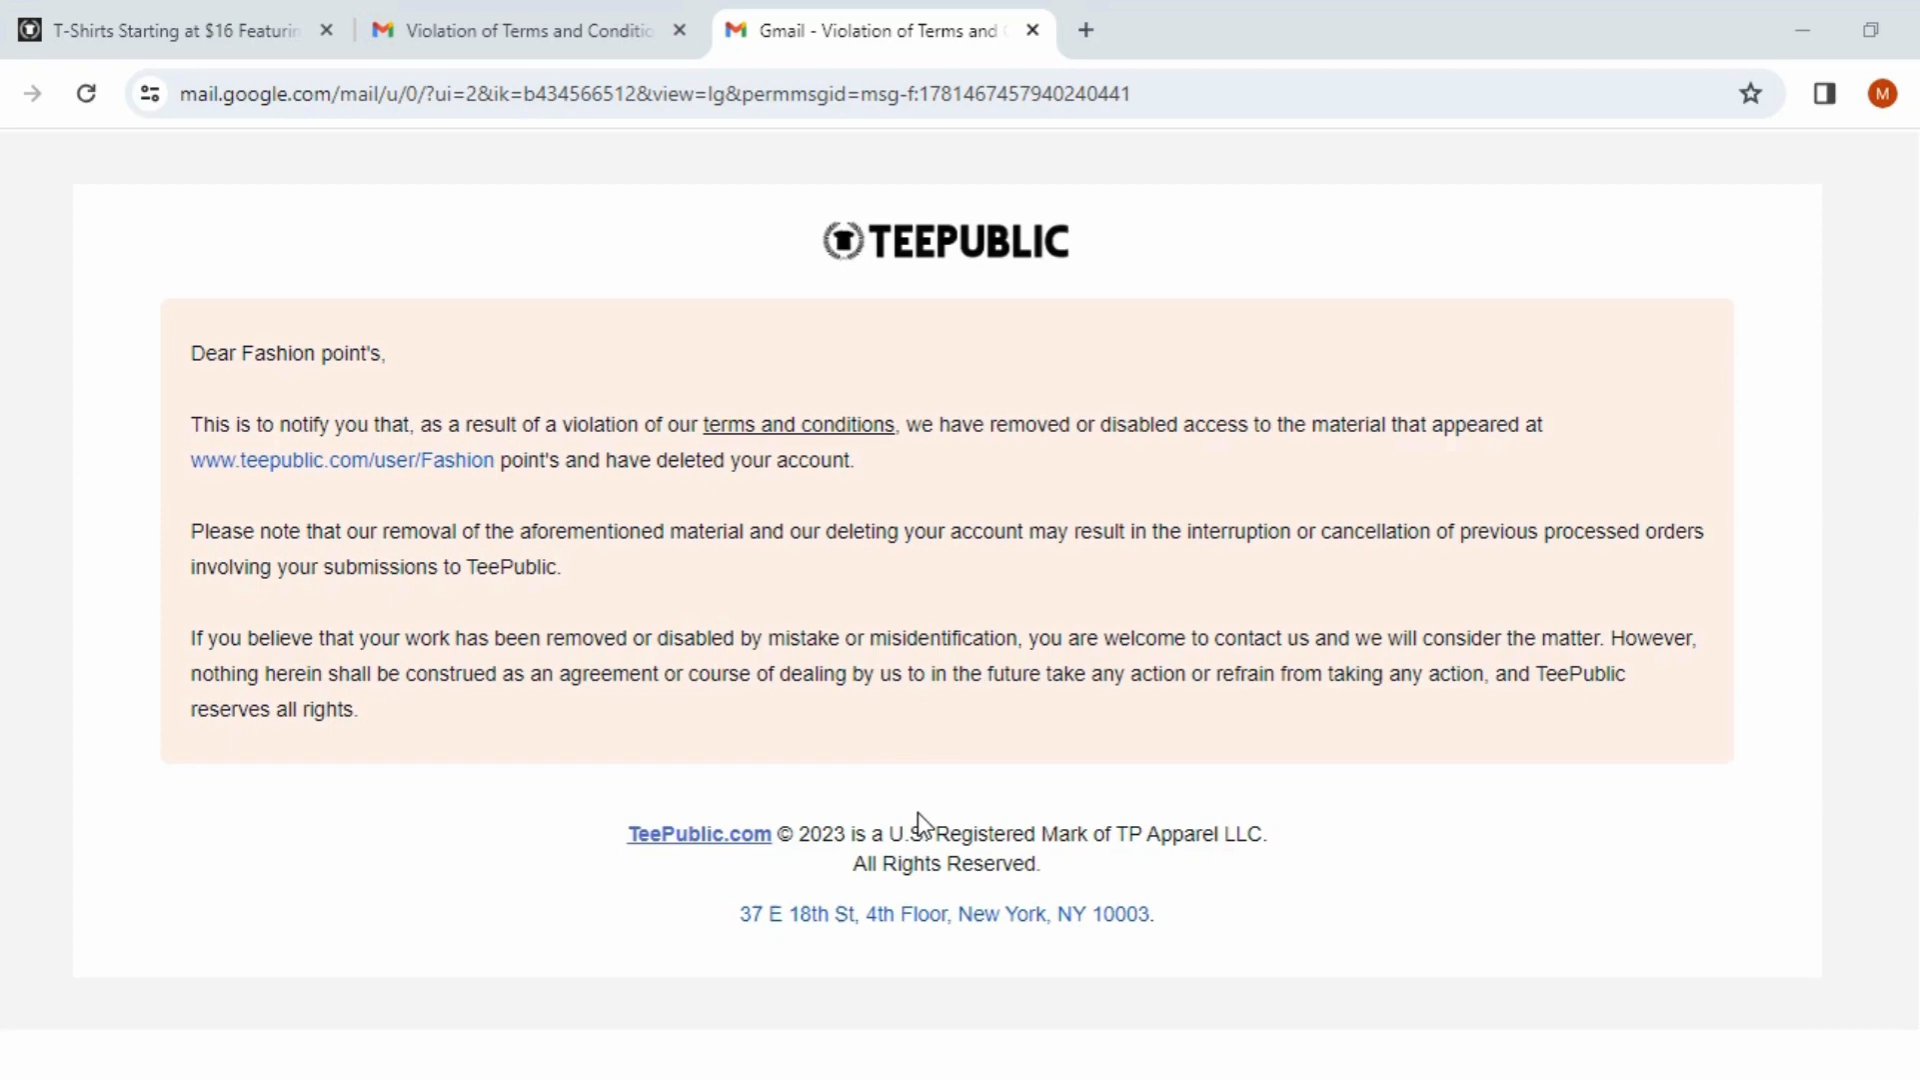 T-Shirts Starting at $16 Featurin
Violation of Terms and Conditic
Gmail - Violation of Terms and
mail.google.com/mail/u/0/?ui=2&ik=b434566512&view=lg&permmsgid=msg-f:1781467457940240441
M
TEEPUBLIC
Dear Fashion point's,
This is to notify you that, as a result of a violation of our terms and conditions, we have removed or disabled access to the material that appeared at
www.teepublic.com/user/Fashion point's and have deleted your account.
Please note that our removal of the aforementioned material and our deleting your account may result in the interruption or cancellation of previous processed orders
involving your submissions to TeePublic.
If you believe that your work has been removed or disabled by mistake or misidentification, you are welcome to contact us and we will consider the matter. However,
nothing herein shall be construed as an agreement or course of dealing by us to in the future take any action or refrain from taking any action, and TeePublic
reserves all rights.
TeePublic.com © 2023 is a U.S. Registered Mark of TP Apparel LLC.
All Rights Reserved.
37 E 18th St, 4th Floor, New York, NY 10003.